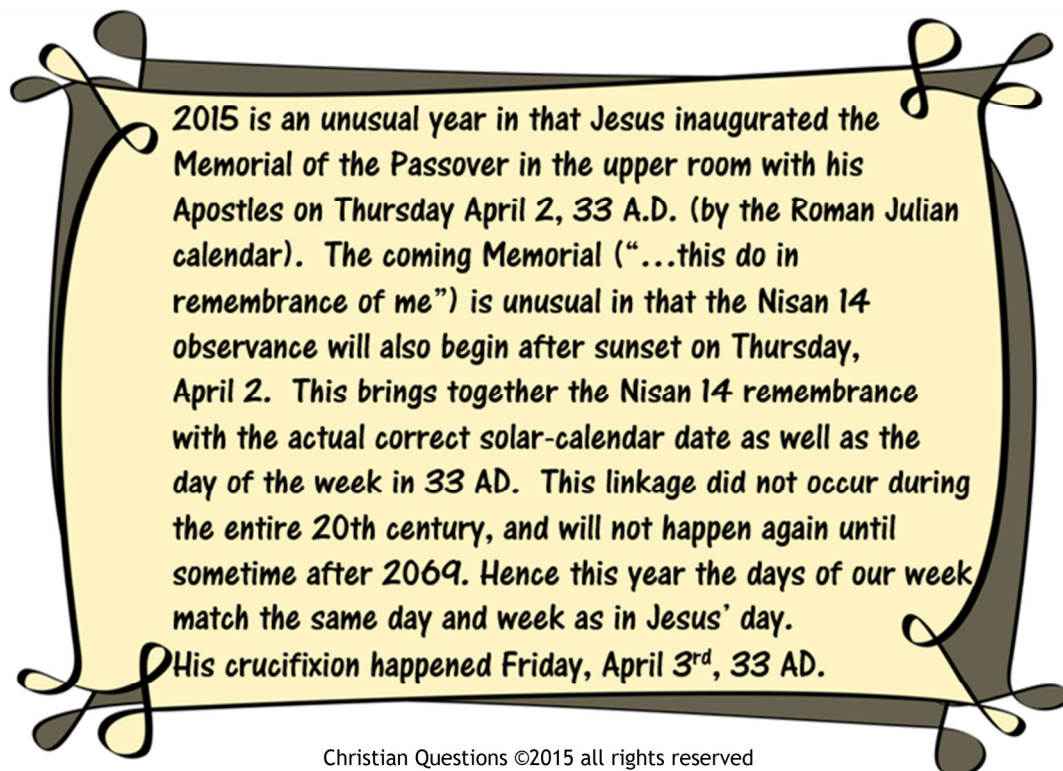 2015 is an unusual year in that Jesus inaugurated the
Memorial of the Passover in the upper room with his
Apostles on Thursday April 2, 33 A.D. (by the Roman Julian
calendar).  The coming Memorial (“...this do in
remembrance of me”) is unusual in that the Nisan 14
observance will also begin after sunset on Thursday,
April 2.  This brings together the Nisan 14 remembrance
with the actual correct solar-calendar date as well as the
day of the week in 33 AD.  This linkage did not occur during
the entire 20th century, and will not happen again until
sometime after 2069. Hence this year the days of our week
match the same day and week as in Jesus’ day.
His crucifixion happened Friday, April 3rd, 33 AD.
Christian Questions ©2015 all rights reserved